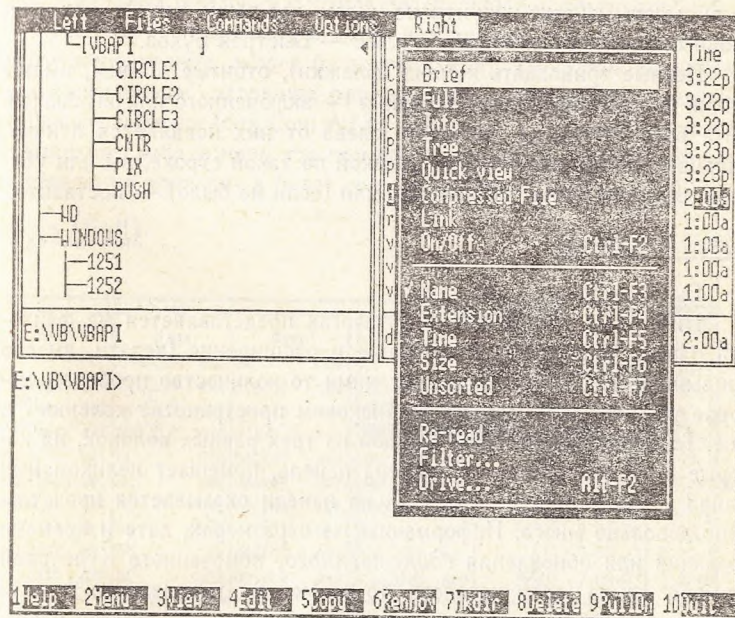 Left Files Commands Options Right
[VBAPI ]
CIRCLE1
CIRCLE2
CIRCLE3
CNTR
PIX
PUSH
WD
WINDOWS
1251
1252
E:\VB\VBAPI
E:\VB\VBAPI>
Brief
Full
Info
Tree
Quick view
Compressed File
Link
On/Off Ctrl-F2
√ Name Ctrl-F3
Extension Ctrl-F4
Time Ctrl-F5
Size Ctrl-F6
Unsorted Ctrl-F7
Re-read
Filter...
Drive... Alt-F2
Time
3:22p
3:22p
3:22p
3:23p
3:23p
1:00a
1:00a
1:00a
1:00a
2:00a
1Help 2Menu 3View 4Edit 5Copy 6RenMov 7Mkdir 8Delete 9PullDn 10Quit